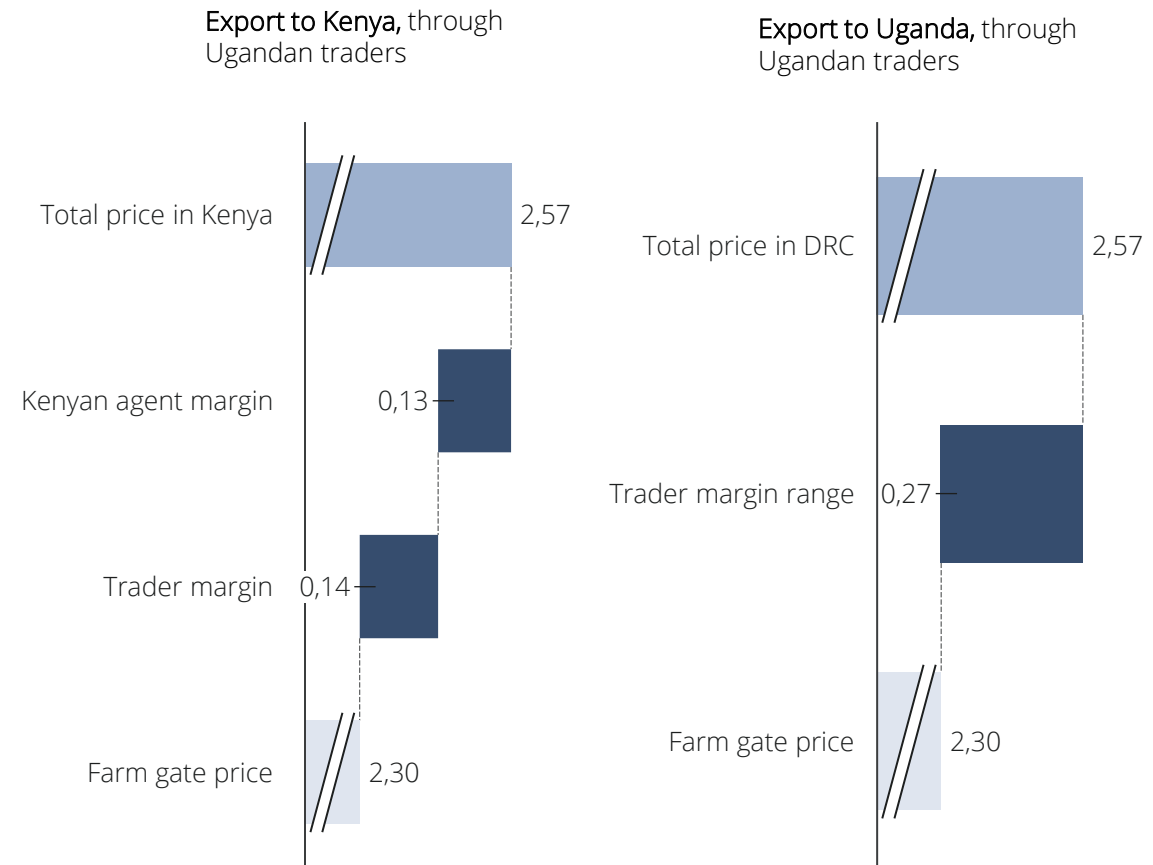 Export to Kenya, through
Ugandan traders
Total price in Kenya
2,57
Kenyan agent margin
0,13
Trader margin
0,14
Farm gate price
2,30
Export to Uganda, through
Ugandan traders
Total price in DRC
2,57
Trader margin range
0,27
Farm gate price
2,30